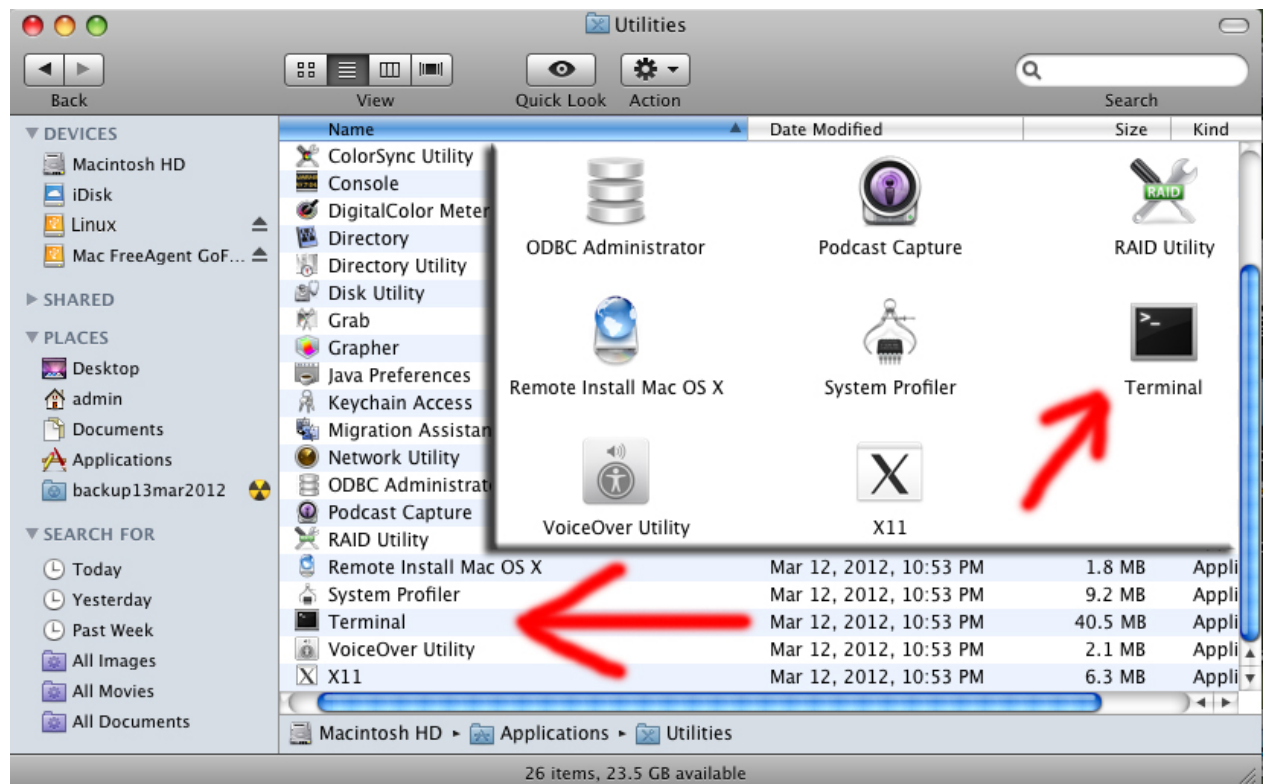 Utilities
Back
View
Quick Look
Action
Search
DEVICES
Macintosh HD
iDisk
Linux
Mac FreeAgent GoF...
SHARED
PLACES
Desktop
admin
Documents
Applications
backup13mar2012
SEARCH FOR
Today
Yesterday
Past Week
All Images
All Movies
All Documents
Name Date Modified Size Kind
ColorSync Utility
Console
DigitalColor Meter
Directory
Directory Utility
Disk Utility
Grab
Grapher
Java Preferences
Keychain Access
Migration Assistan
Network Utility
ODBC Administrat
Podcast Capture
RAID Utility
Remote Install Mac OS X Mar 12, 2012, 10:53 PM 1.8 MB Appli
System Profiler Mar 12, 2012, 10:53 PM 9.2 MB Appli
Terminal Mar 12, 2012, 10:53 PM 40.5 MB Appli
VoiceOver Utility Mar 12, 2012, 10:53 PM 2.1 MB Appli
X11 Mar 12, 2012, 10:53 PM 6.3 MB Appli
RAID
ODBC Administrator Podcast Capture RAID Utility
>_
Remote Install Mac OS X System Profiler Terminal
X
VoiceOver Utility X11
Macintosh HD ▸ Applications ▸ Utilities
26 items, 23.5 GB available